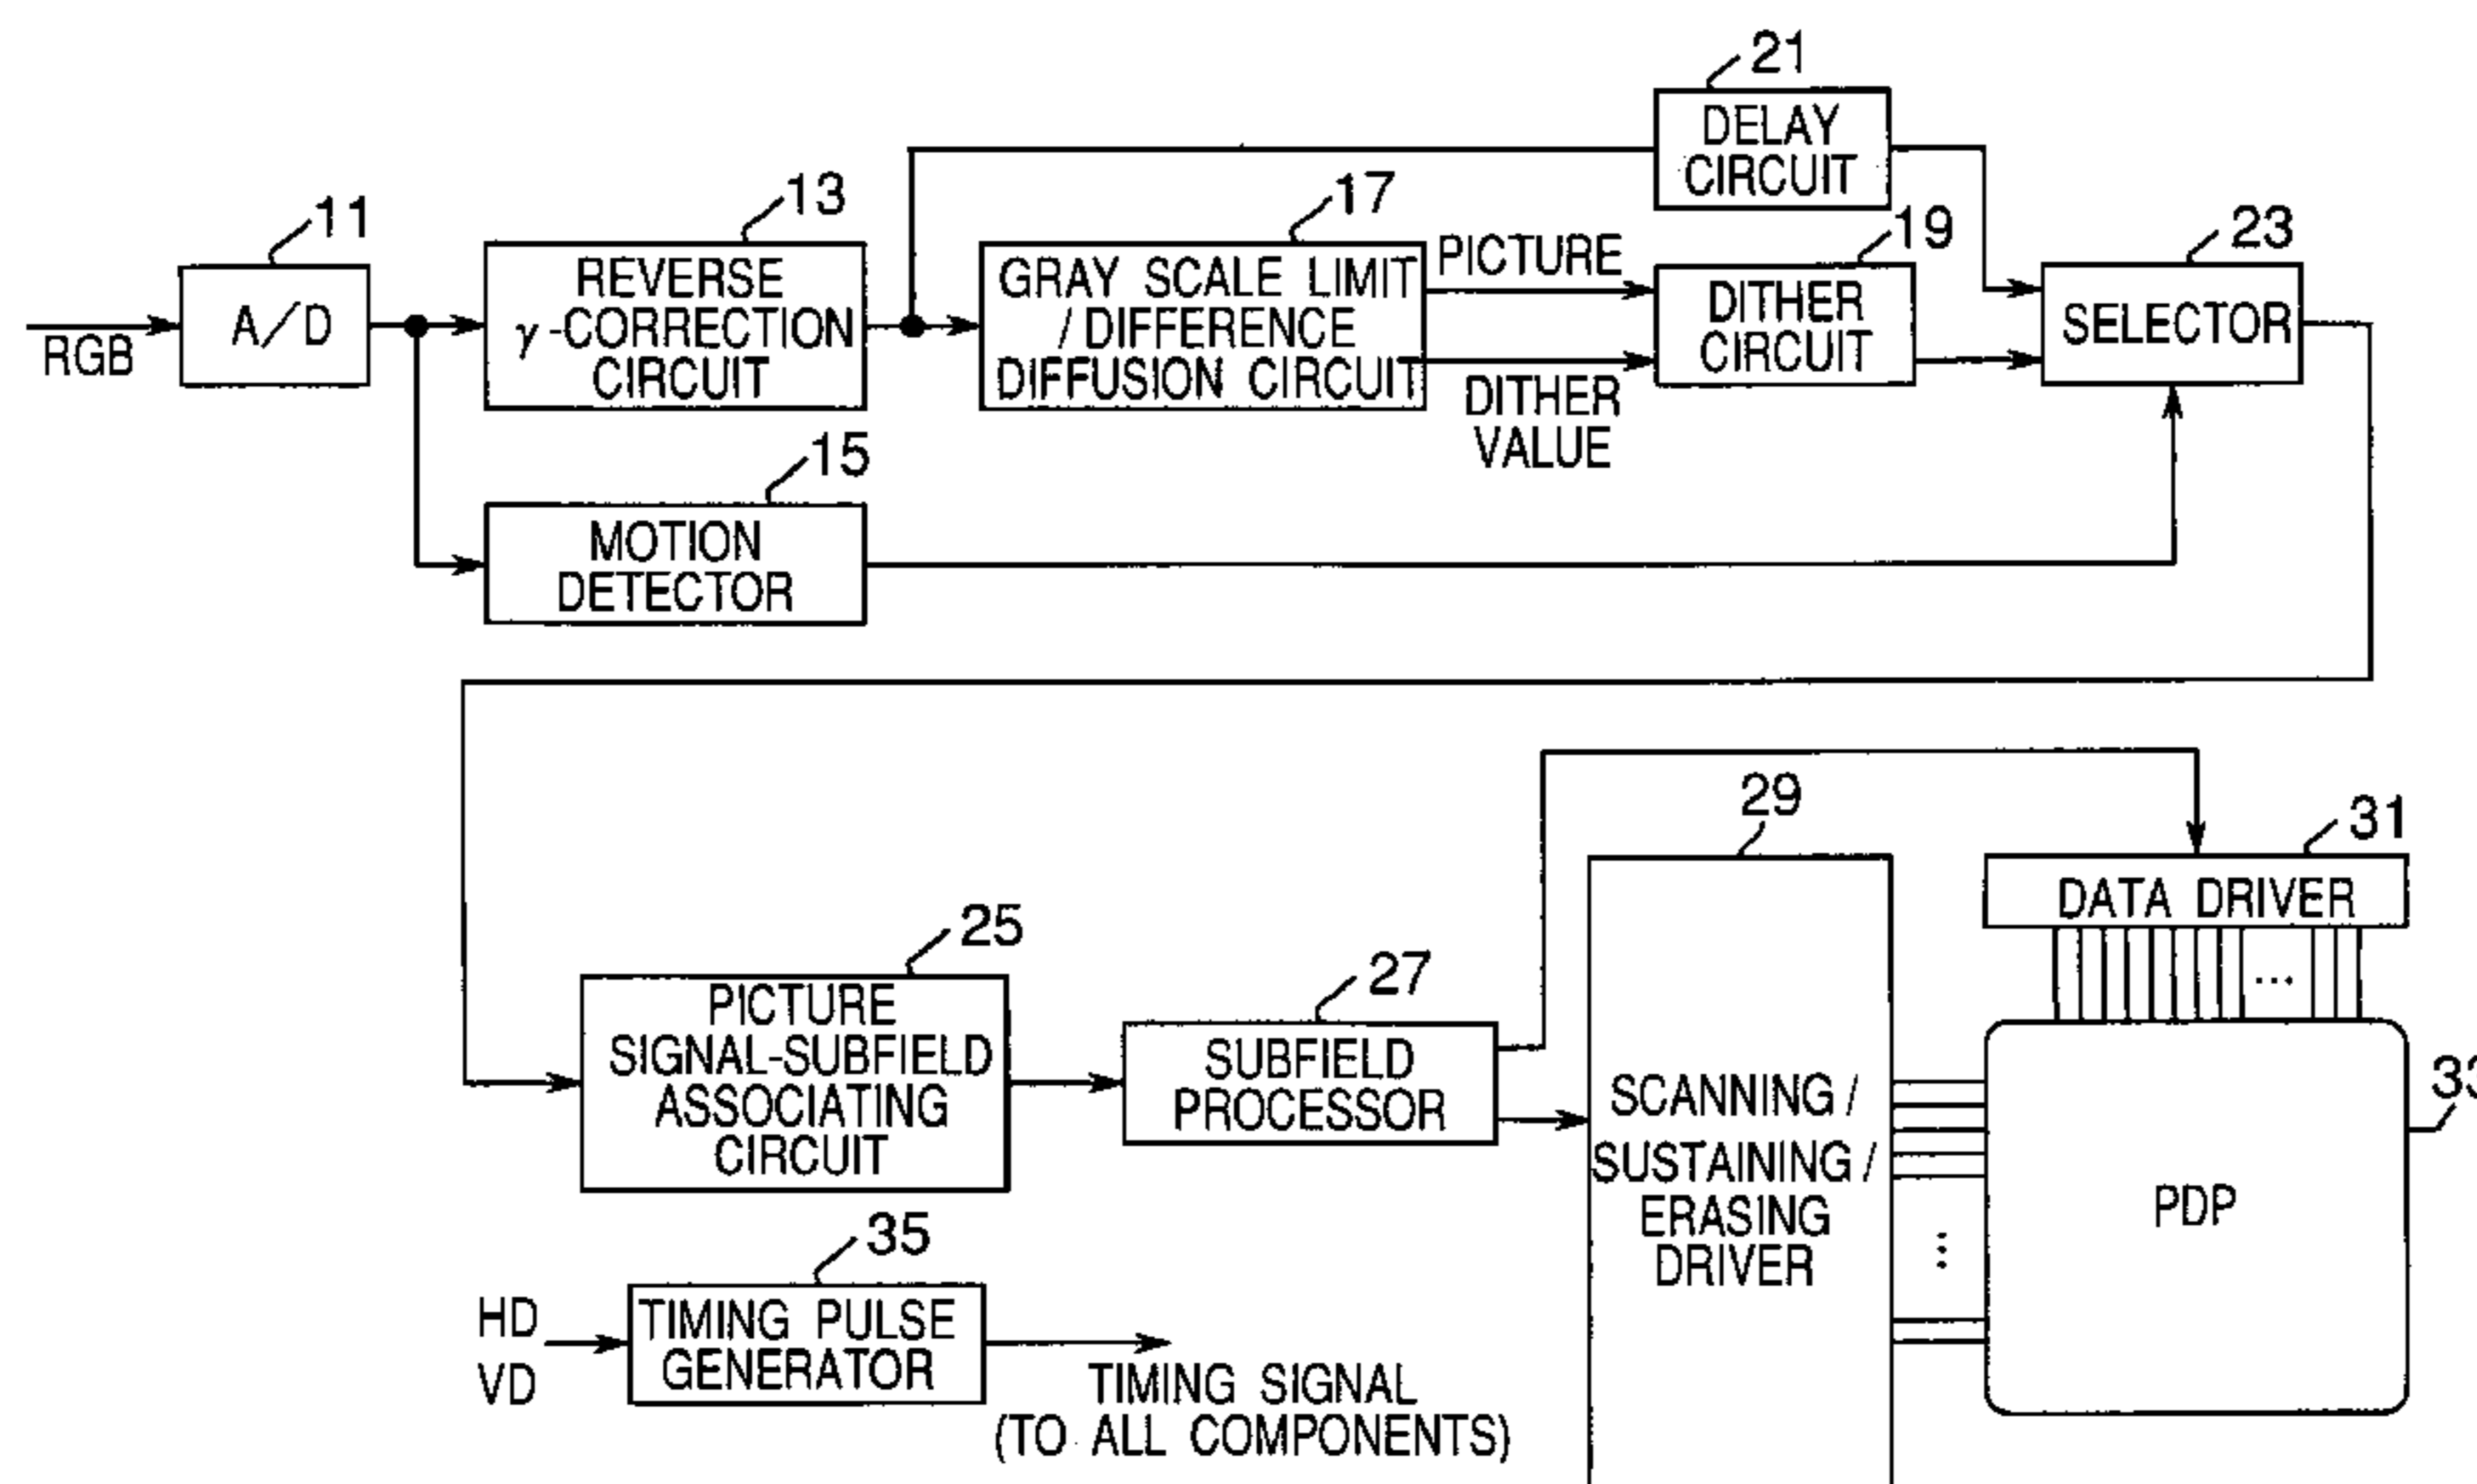 21
DELAY
CIRCUIT
11
A/D
RGB
13
REVERSE
γ-CORRECTION
CIRCUIT
17
GRAY SCALE LIMIT
/ DIFFERENCE
DIFFUSION CIRCUIT
PICTURE
DITHER
VALUE
19
DITHER
CIRCUIT
23
SELECTOR
15
MOTION
DETECTOR
25
PICTURE
SIGNAL-SUBFIELD
ASSOCIATING
CIRCUIT
27
SUBFIELD
PROCESSOR
29
SCANNING /
SUSTAINING /
ERASING
DRIVER
31
DATA DRIVER
...
33
PDP
...
35
HD
VD
TIMING PULSE
GENERATOR
TIMING SIGNAL
(TO ALL COMPONENTS)